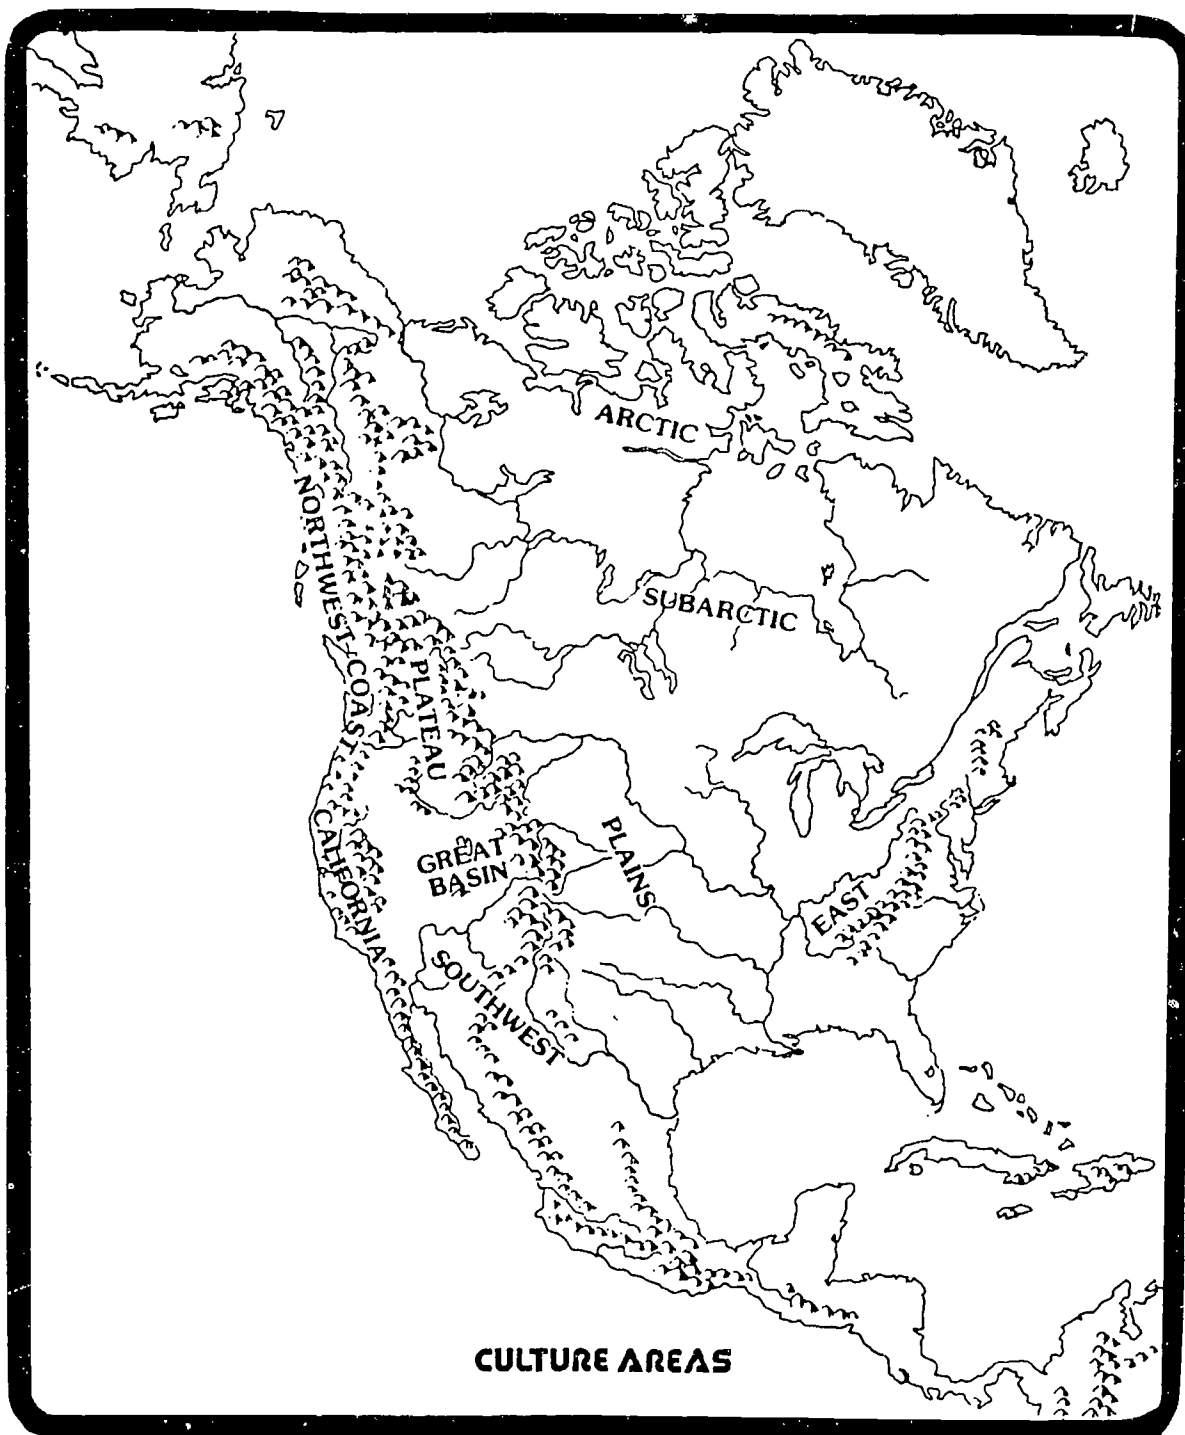 ARCTIC
NORTHWEST COAST
SUBARCTIC
PLATEAU
PLAINS
CALIFORNIA
GREAT
BASIN
EAST
SOUTHWEST
CULTURE AREAS